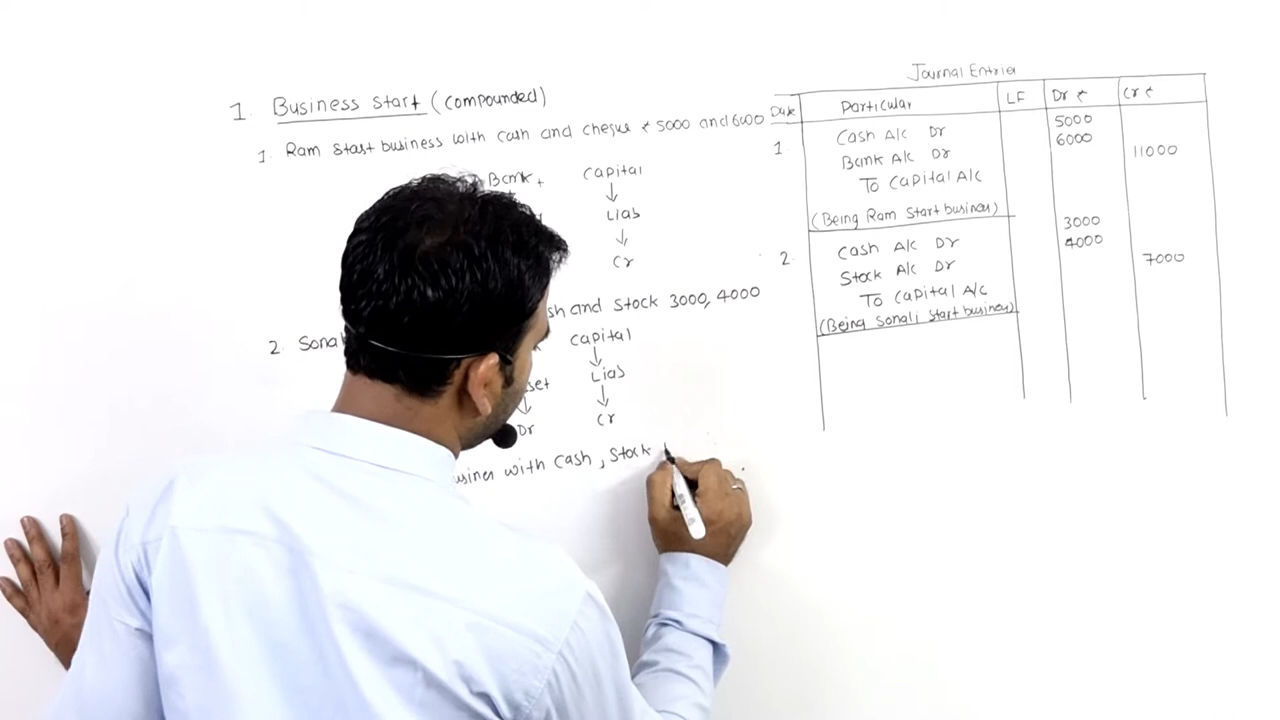 1. Business Start (Compounded)
1. Ram Start business with cash and cheque ₹ 5000 and 6000
Bank + Capital
Lias
Cr
2. sh and Stock 3000, 4000
Capital
set Lias
Dr Cr
usines with Cash, Stock
Journal Entries
Date Particular LF Dr ₹ Cr ₹
1 Cash A/c Dr 5000
Bank A/c Dr 6000
To Capital A/c 11000
(Being Ram Start business)
2 Cash A/c Dr 3000
Stock A/c Dr 4000
To Capital A/c 7000
(Being Sonali Start business)